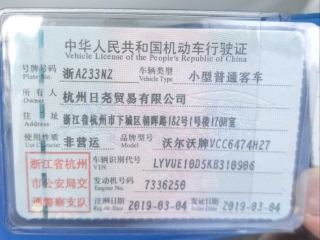 中华人民共和国机动车行驶证
Vehicle License of the People's Republic of China
号牌号码 浙A233NZ 车辆类型 小型普通客车
Plate No. Vehicle Type
所有人 杭州日尧贸易有限公司
Owner
住址 浙江省杭州市下城区朝晖路182号1号楼1708室
Address
使用性质 非营运 品牌型号 沃尔沃牌VCC6474H27
Use Character Model
浙江省杭州市公安局交通警察支队
车辆识别代号 LYVUE10D5KB310906
VIN
发动机号码 7336250
Engine No.
注册日期 2019-03-04 发证日期 2019-03-04
Register Date Issue Date